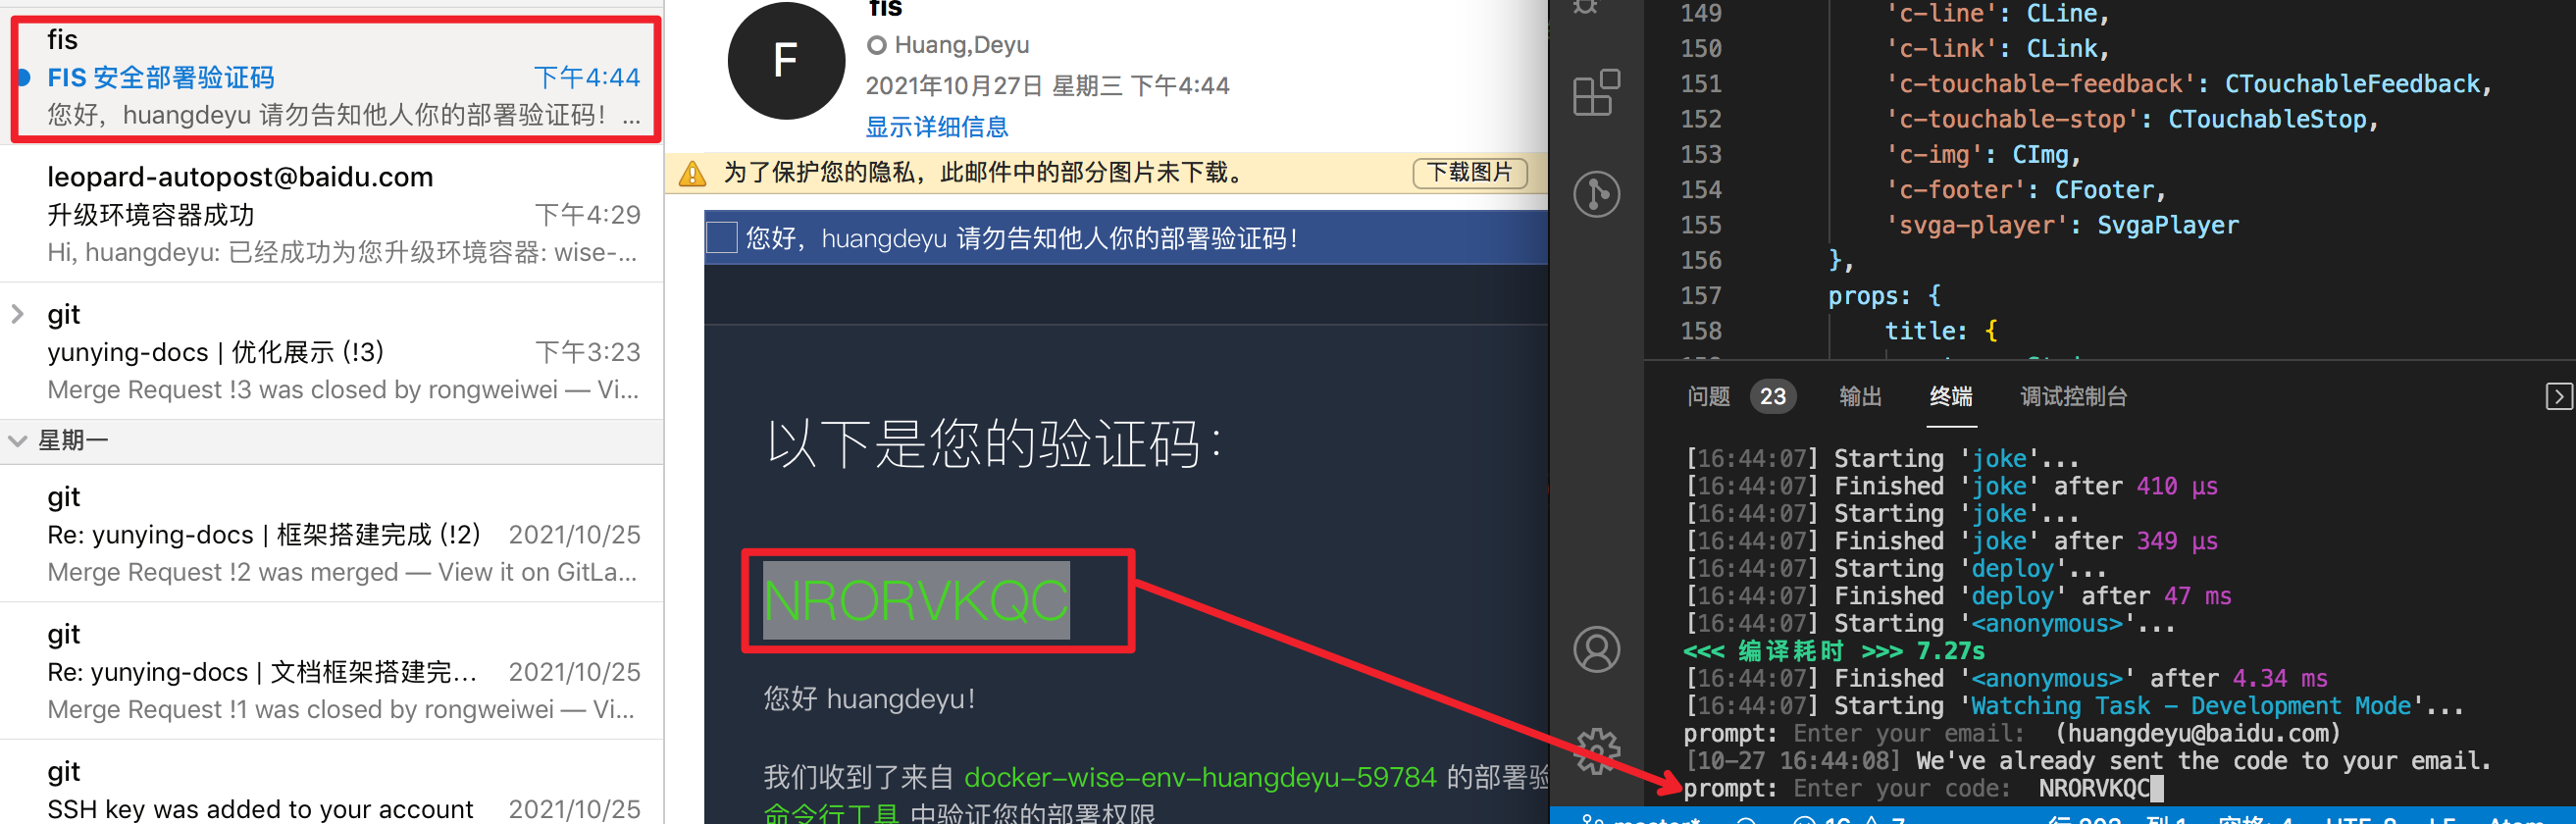 fis
FIS 安全部署验证码 下午4:44
您好，huangdeyu 请勿告知他人你的部署验证码！ ...
leopard-autopost@baidu.com
升级环境容器成功 下午4:29
Hi, huangdeyu: 已经成功为您升级环境容器: wise-...
git
yunying-docs | 优化展示 (!3) 下午3:23
Merge Request !3 was closed by rongweiwei — Vi...
星期一
git
Re: yunying-docs | 框架搭建完成 (!2) 2021/10/25
Merge Request !2 was merged — View it on GitLa...
git
Re: yunying-docs | 文档框架搭建完... 2021/10/25
Merge Request !1 was closed by rongweiwei — Vi...
git
SSH key was added to your account 2021/10/25
fis
F
Huang,Deyu
2021年10月27日 星期三 下午4:44
显示详细信息
为了保护您的隐私，此邮件中的部分图片未下载。 下载图片
您好，huangdeyu 请勿告知他人你的部署验证码！
以下是您的验证码：
NRORVKQC
您好 huangdeyu！
我们收到了来自 docker-wise-env-huangdeyu-59784 的部署验
命令行工具 中验证您的部署权限
149 'c-line': CLine,
150 'c-link': CLink,
151 'c-touchable-feedback': CTouchableFeedback,
152 'c-touchable-stop': CTouchableStop,
153 'c-img': CImg,
154 'c-footer': CFooter,
155 'svga-player': SvgaPlayer
156 },
157 props: {
158 title: {
问题 23 输出 终端 调试控制台
[16:44:07] Starting 'joke'...
[16:44:07] Finished 'joke' after 410 μs
[16:44:07] Starting 'joke'...
[16:44:07] Finished 'joke' after 349 μs
[16:44:07] Starting 'deploy'...
[16:44:07] Finished 'deploy' after 47 ms
[16:44:07] Starting '<anonymous>'...
<<< 编译耗时 >>> 7.27s
[16:44:07] Finished '<anonymous>' after 4.34 ms
[16:44:07] Starting 'Watching Task - Development Mode'...
prompt: Enter your email: (huangdeyu@baidu.com)
[10-27 16:44:08] We've already sent the code to your email.
prompt: Enter your code: NRORVKQC